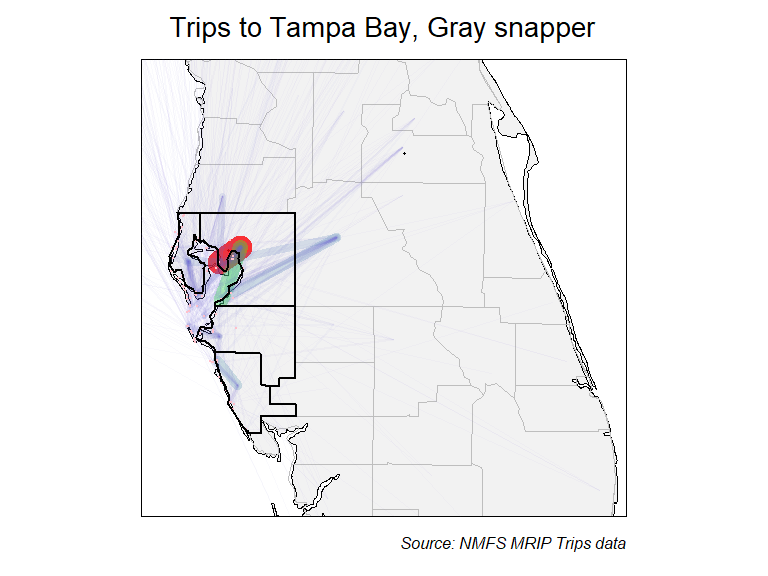 Trips to Tampa Bay, Gray snapper
Source: NMFS MRIP Trips data